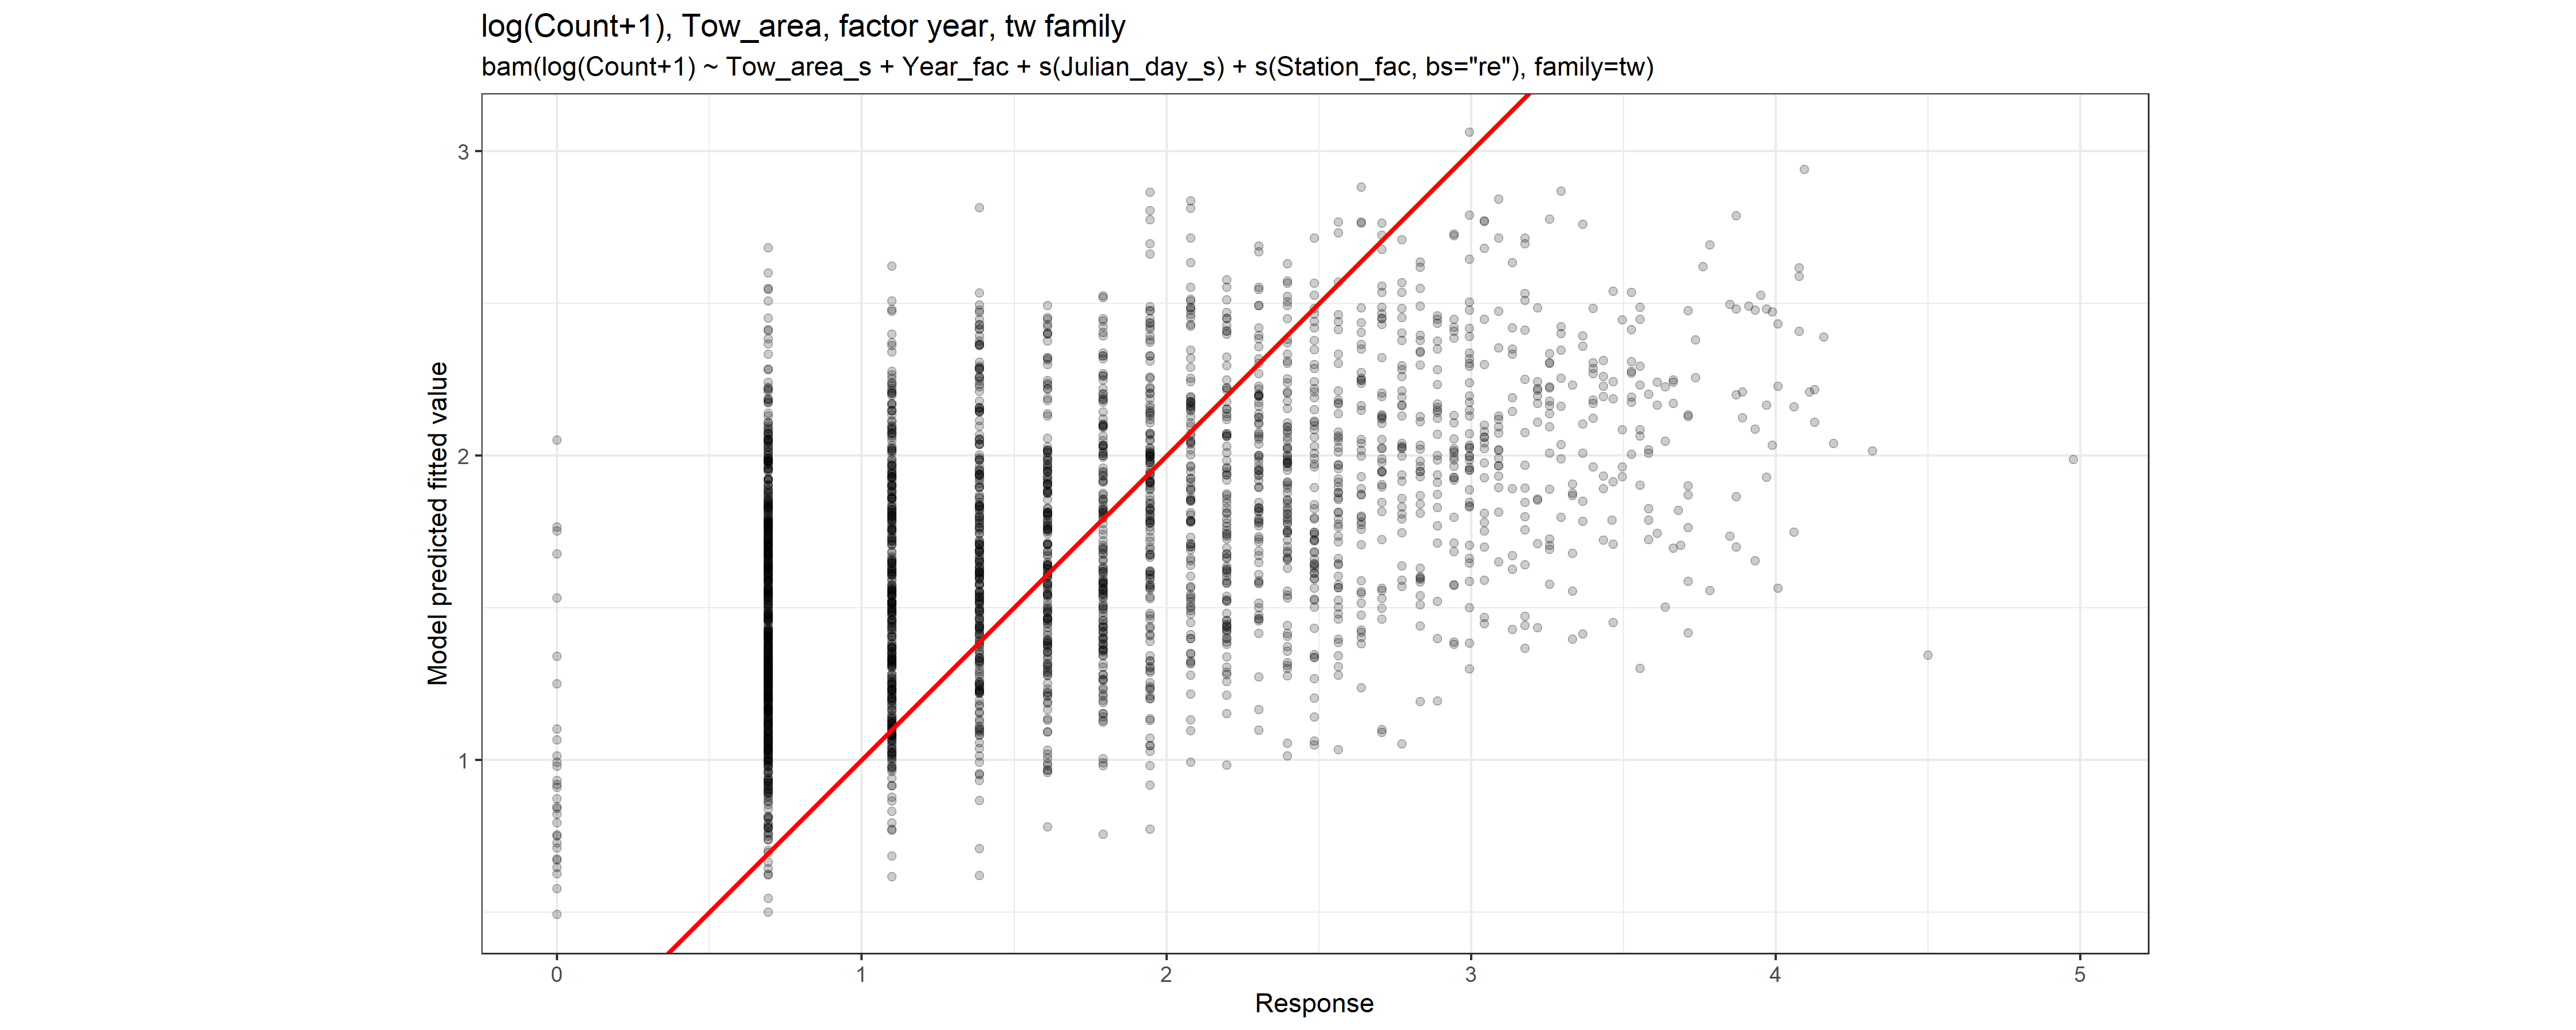 log(Count+1), Tow_area, factor year, tw family
bam(log(Count+1) ~ Tow_area_s + Year_fac + s(Julian_day_s) + s(Station_fac, bs="re"), family=tw)
Model predicted fitted value
3
2
1
0 1 2 3 4 5
Response